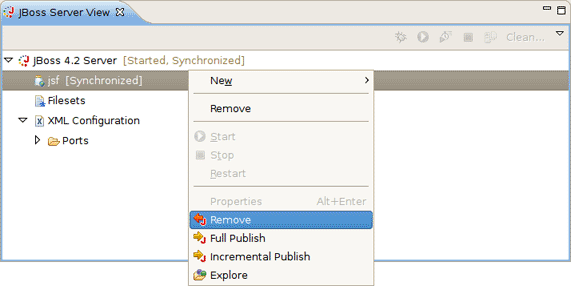 JBoss Server View
Clean...
JBoss 4.2 Server [Started, Synchronized]
jsf [Synchronized]
Filesets
XML Configuration
Ports
New
Remove
Start
Stop
Restart
Properties Alt+Enter
Remove
Full Publish
Incremental Publish
Explore